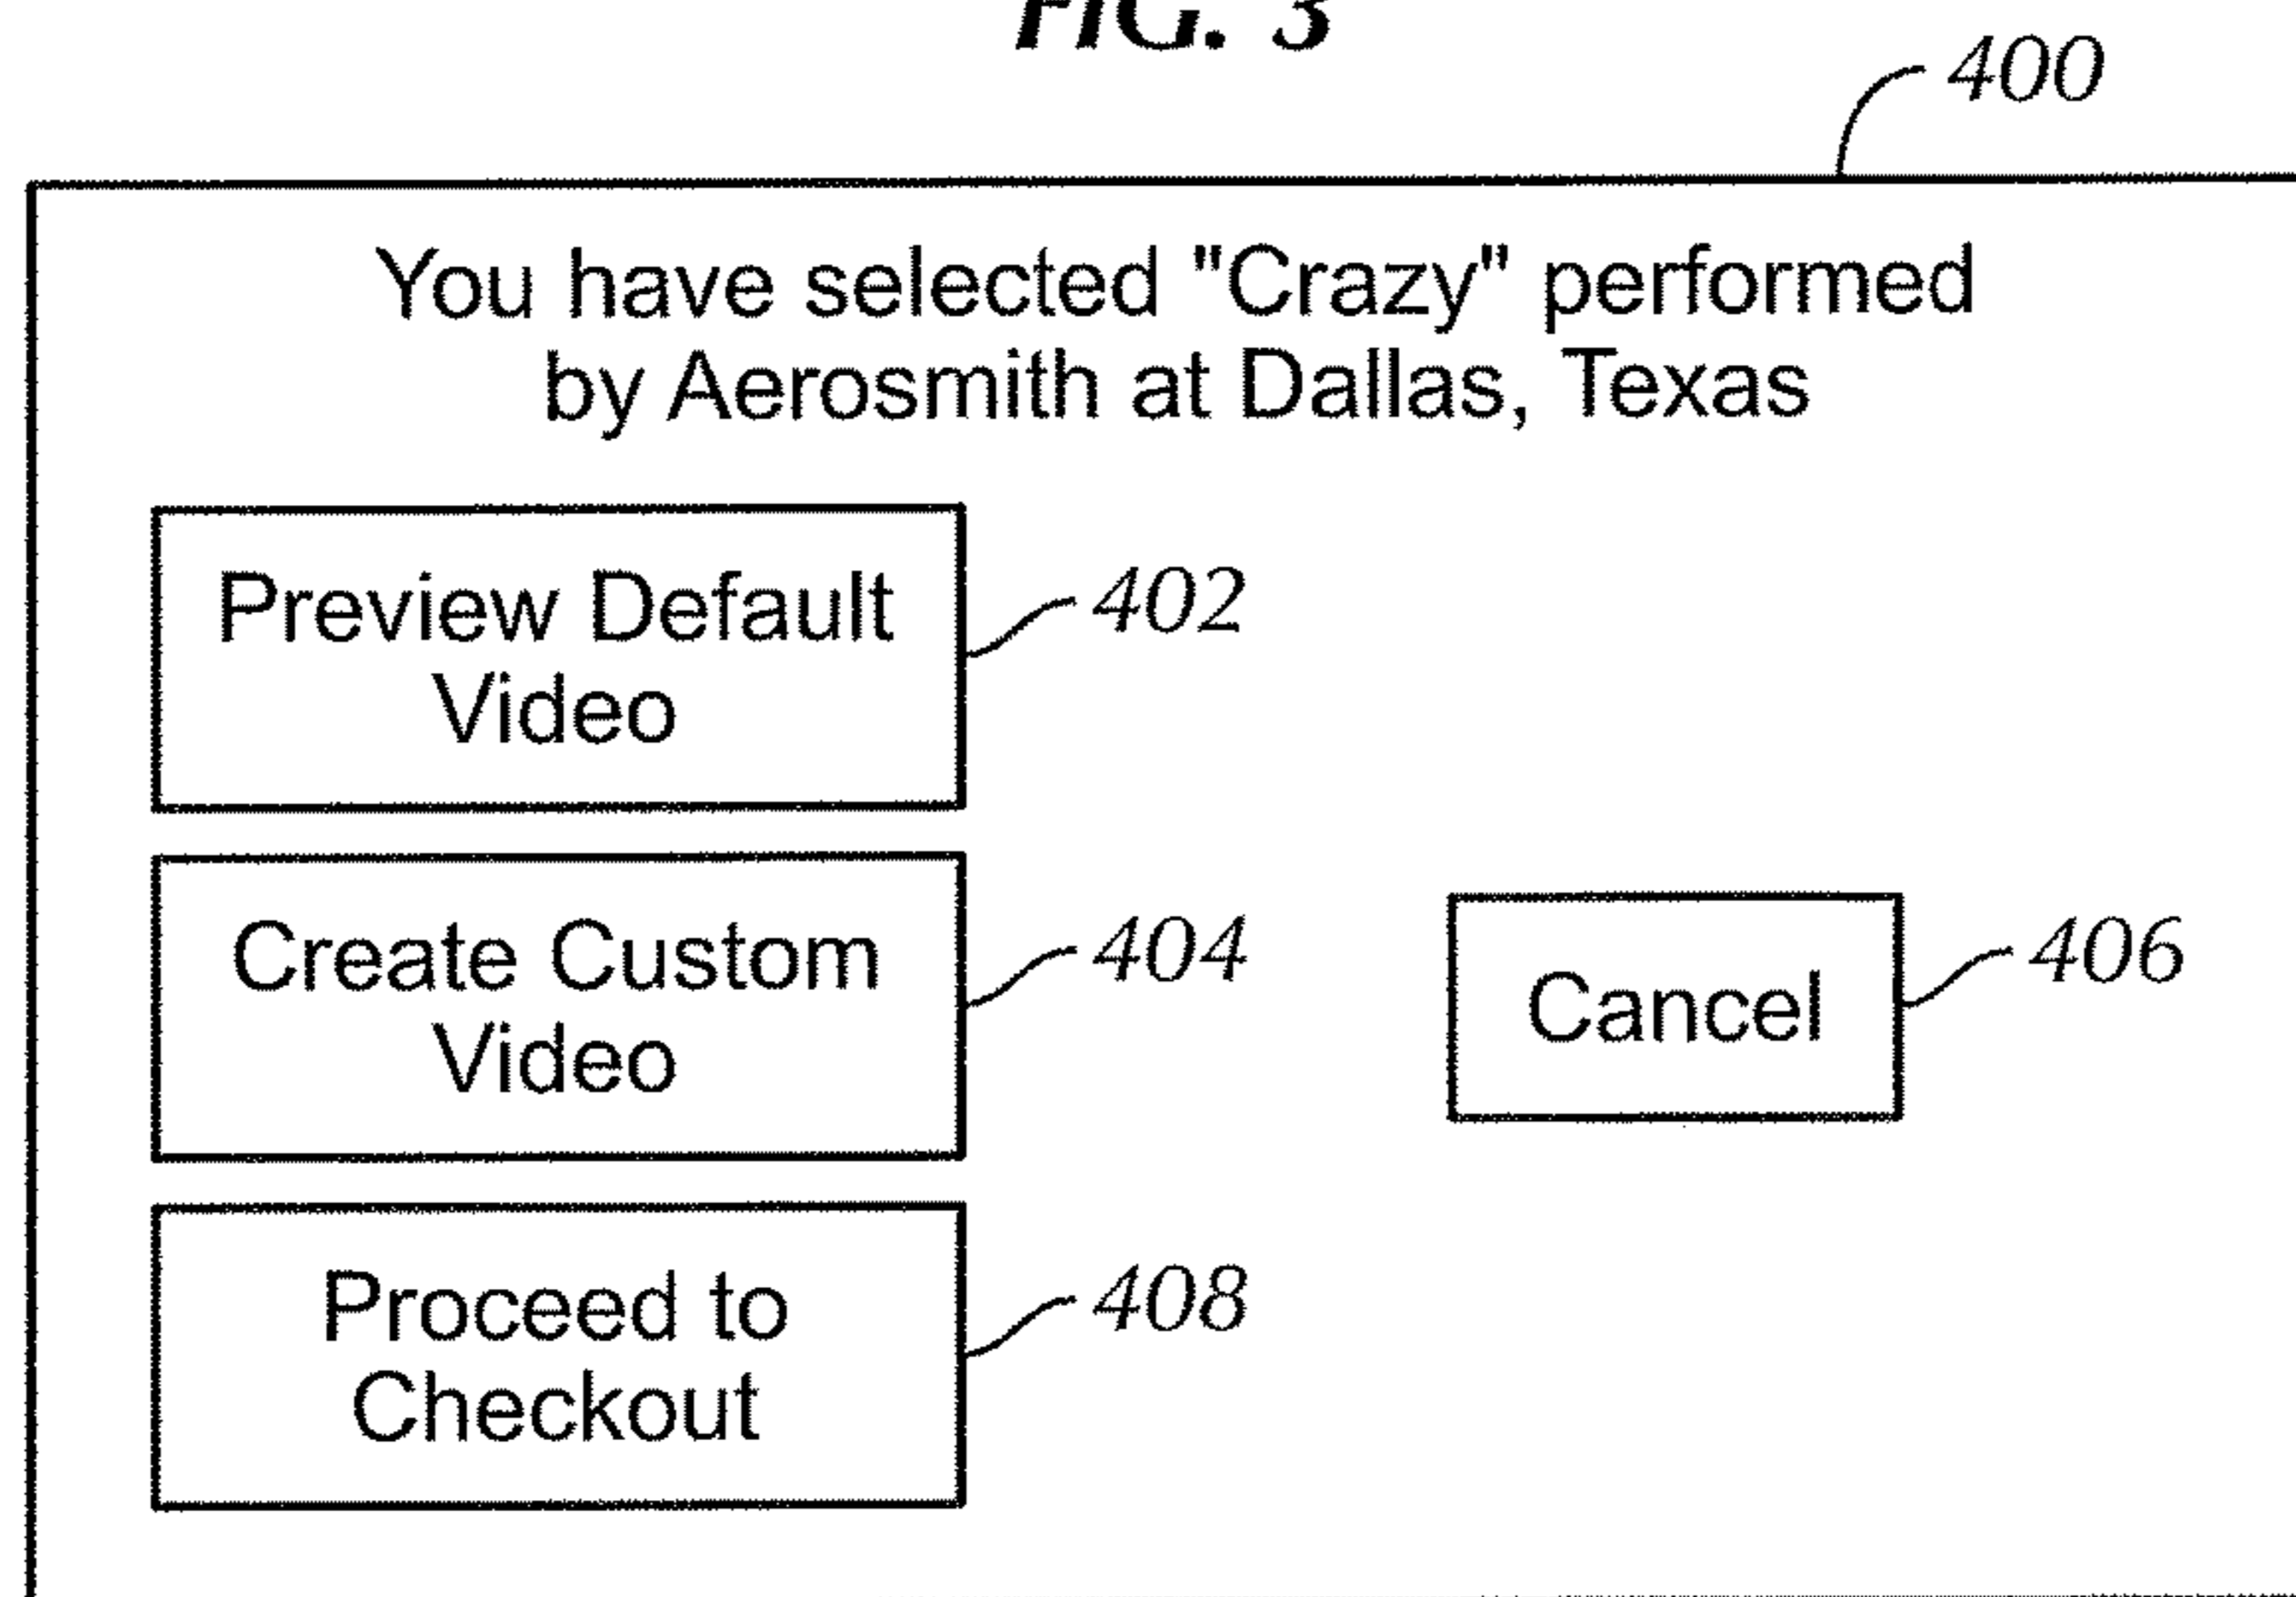 FIG. 3
400
You have selected "Crazy" performed
by Aerosmith at Dallas, Texas
Preview Default
Video
402
Create Custom
Video
404
Cancel
406
Proceed to
Checkout
408